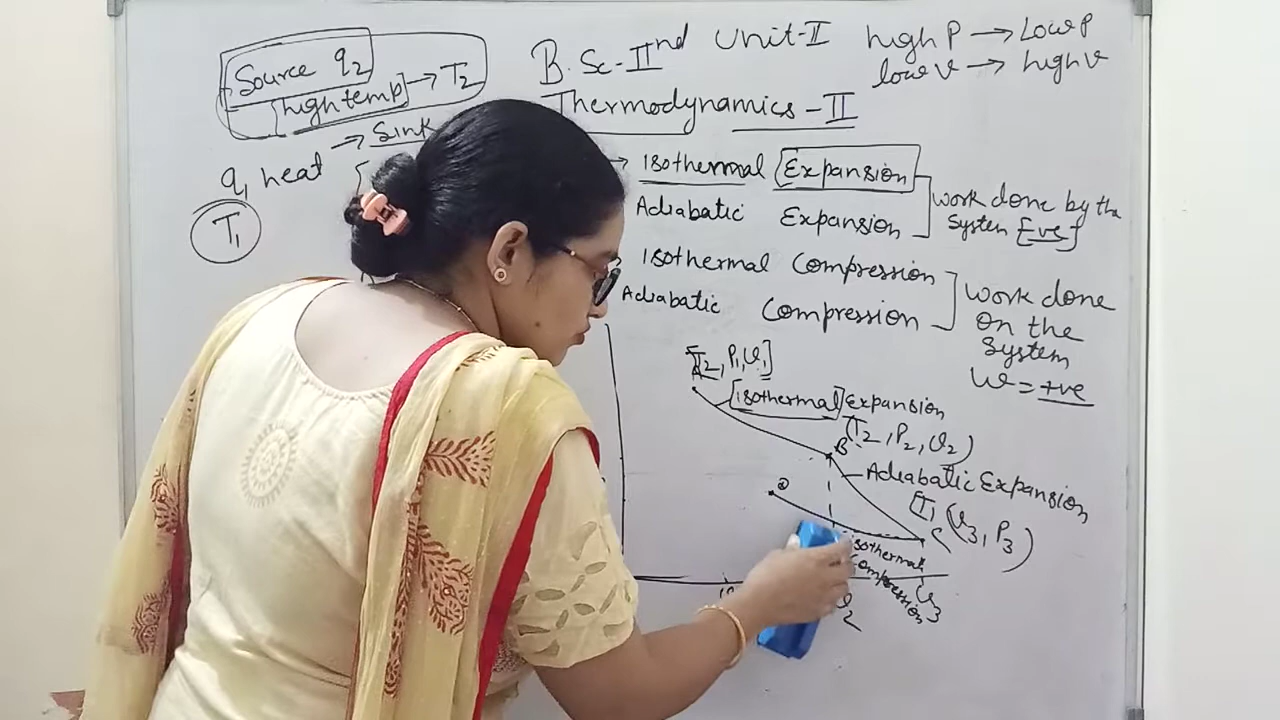 Source q2
high temp → T2
→ Sink
q1 heat
T1
B.Sc-IInd Unit-I
Thermodynamics-II
high P → Low P
low v → high v
→ Isothermal [Expansion]
Adiabatic Expansion
work done by the
system [-ve]
Isothermal Compression
Adiabatic Compression
work done
on the
system
w = +ve
[T2, P1, v1]
[isothermal] Expansion
(T2, P2, v2)
B
Adiabatic Expansion
[T1 (v3, P3)
D
C
isothermal
compression
v2
v3